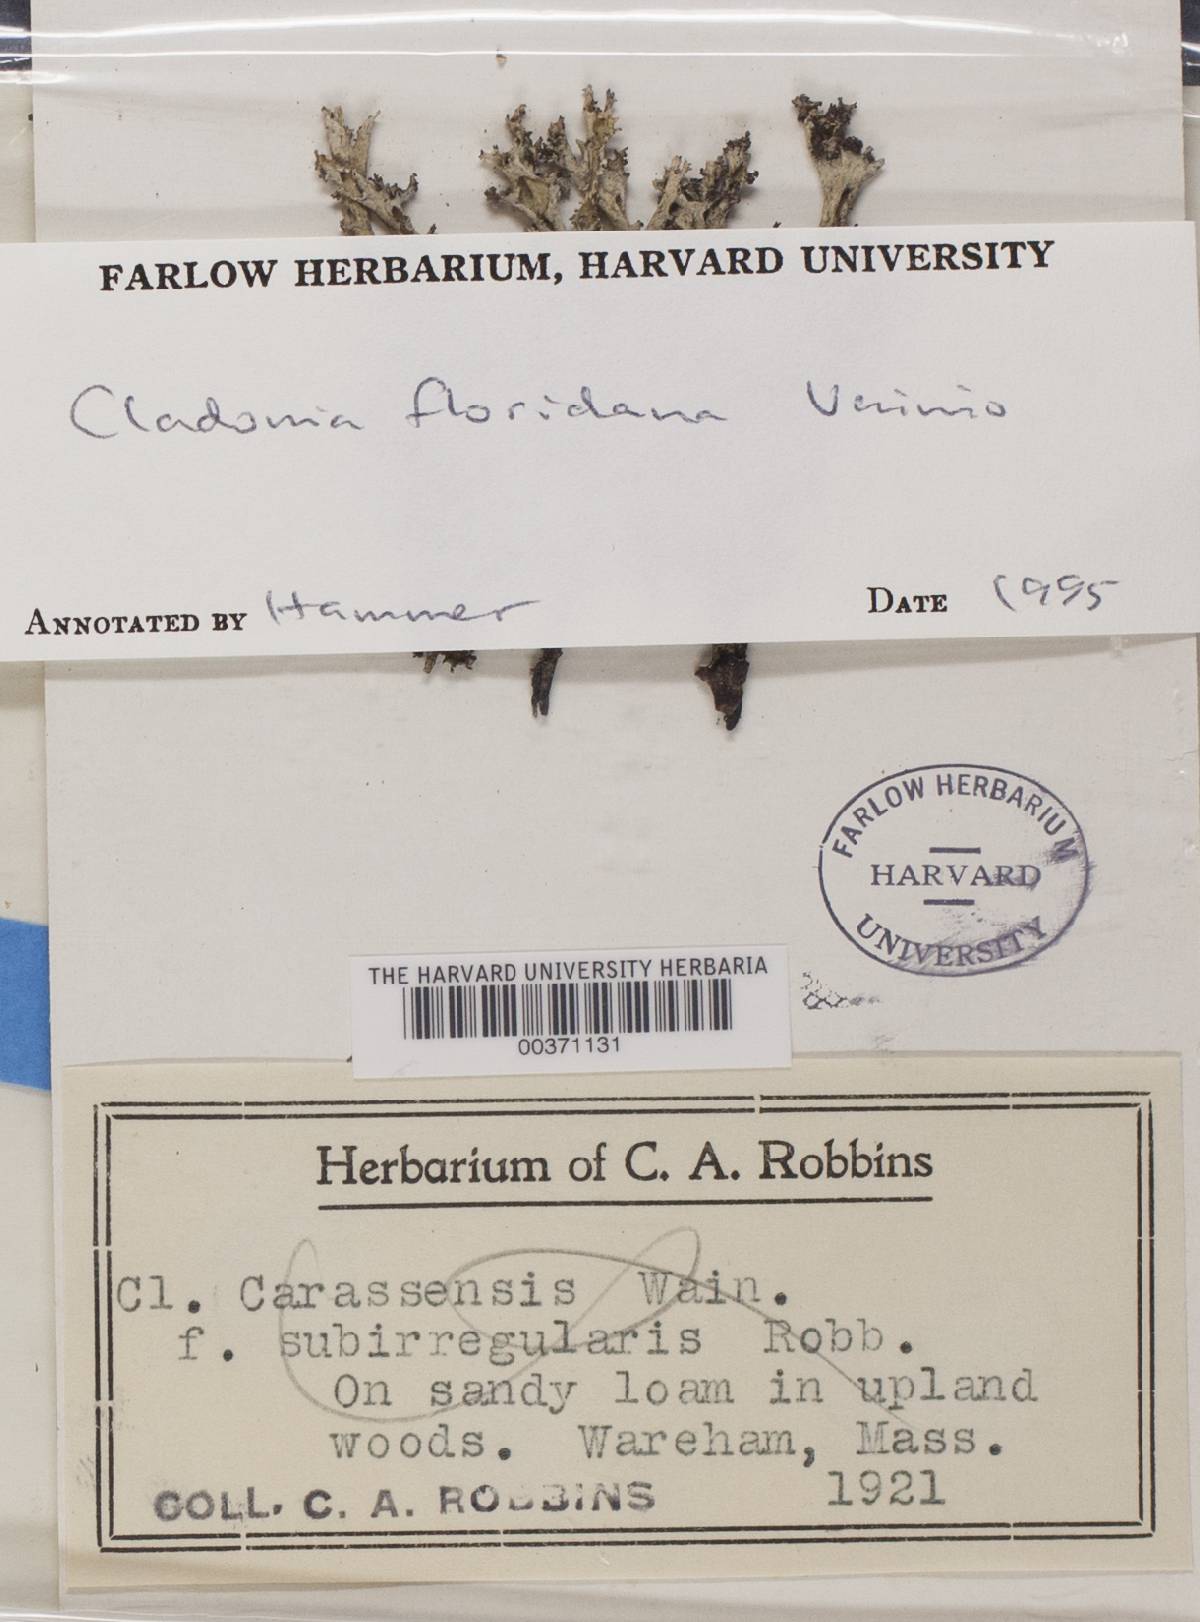 FARLOW HERBARIUM, HARVARD UNIVERSITY
Cladonia floridana Vainio
ANNOTATED BY Hammer DATE 1995
FARLOW HERBARIUM
HARVARD
UNIVERSITY
THE HARVARD UNIVERSITY HERBARIA
00371131
Herbarium of C. A. Robbins
Cl. Carassensis Wain.
f. subirregularis Robb.
On sandy loam in upland
woods. Wareham, Mass.
1921
COLL. C. A. ROBBINS